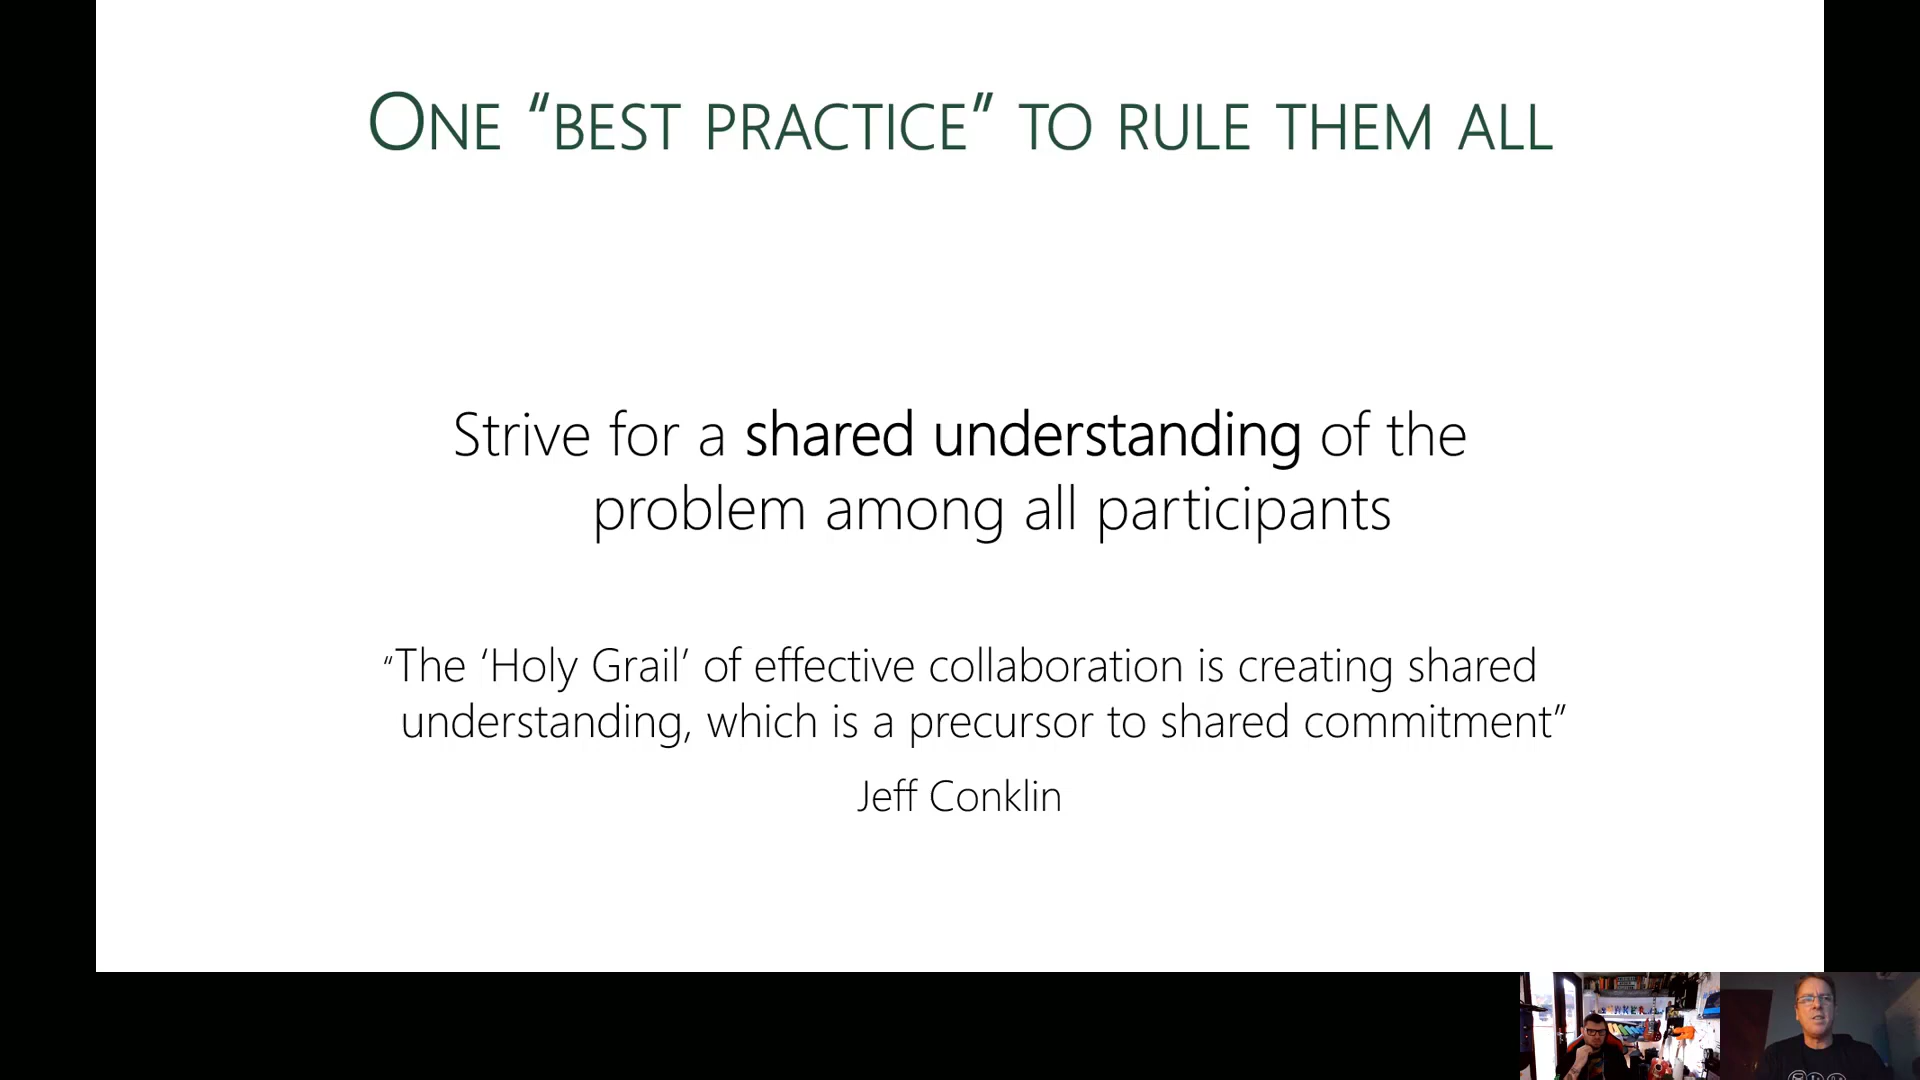 ONE “BEST PRACTICE” TO RULE THEM ALL
Strive for a shared understanding of the
problem among all participants
“The ‘Holy Grail’ of effective collaboration is creating shared
understanding, which is a precursor to shared commitment”
Jeff Conklin